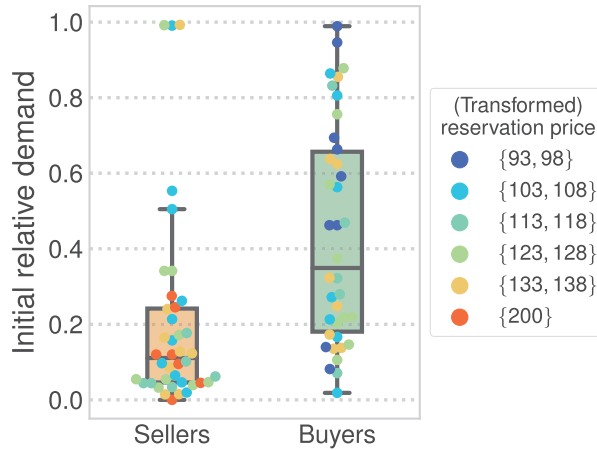 Initial relative demand
1.0
0.8
0.6
0.4
0.2
0.0
Sellers
Buyers
(Transformed)
reservation price
{93, 98}
{103, 108}
{113, 118}
{123, 128}
{133, 138}
{200}